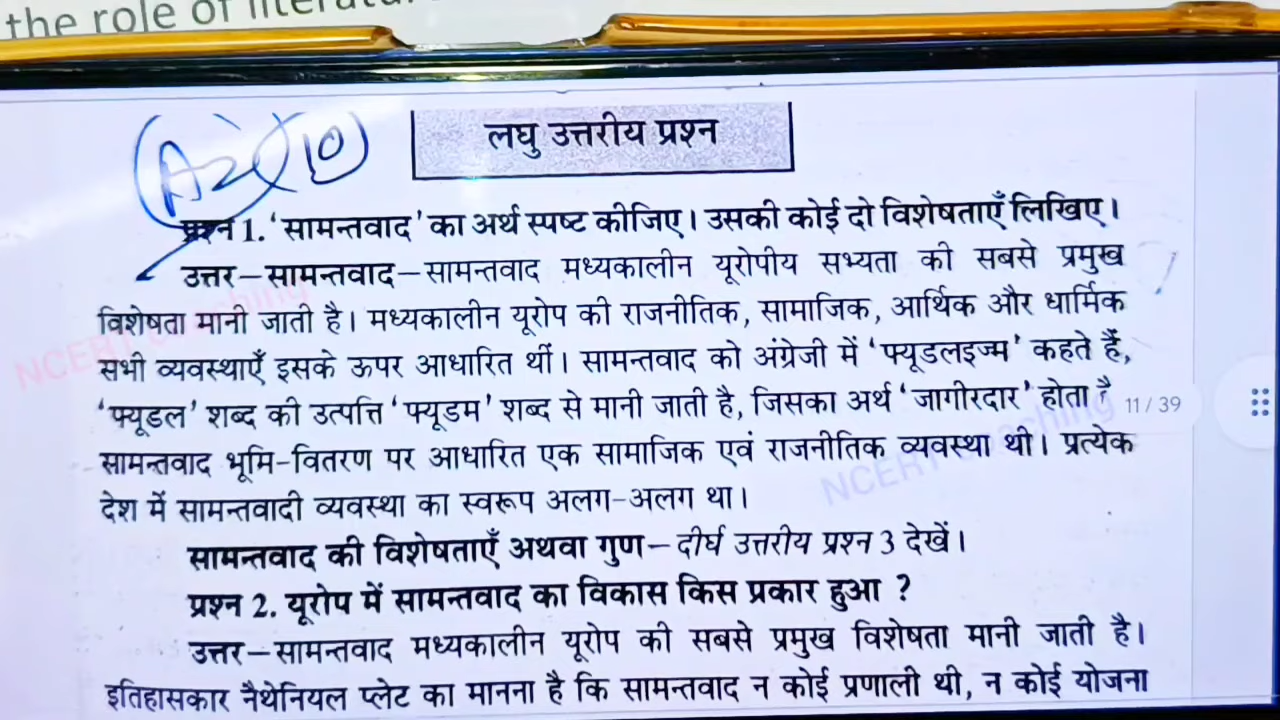 the role of literatu
लघु उत्तरीय प्रश्न
प्रश्न 1. 'सामन्तवाद' का अर्थ स्पष्ट कीजिए। उसकी कोई दो विशेषताएँ लिखिए।
उत्तर–सामन्तवाद–सामन्तवाद मध्यकालीन यूरोपीय सभ्यता की सबसे प्रमुख
विशेषता मानी जाती है। मध्यकालीन यूरोप की राजनीतिक, सामाजिक, आर्थिक और धार्मिक
सभी व्यवस्थाएँ इसके ऊपर आधारित थीं। सामन्तवाद को अंग्रेजी में 'फ्यूडलइज्म' कहते हैं,
'फ्यूडल' शब्द की उत्पत्ति 'फ्यूडम' शब्द से मानी जाती है, जिसका अर्थ 'जागीरदार' होता है
11 / 39
सामन्तवाद भूमि-वितरण पर आधारित एक सामाजिक एवं राजनीतिक व्यवस्था थी। प्रत्येक
देश में सामन्तवादी व्यवस्था का स्वरूप अलग-अलग था।
सामन्तवाद की विशेषताएँ अथवा गुण–दीर्घ उत्तरीय प्रश्न 3 देखें।
प्रश्न 2. यूरोप में सामन्तवाद का विकास किस प्रकार हुआ ?
उत्तर–सामन्तवाद मध्यकालीन यूरोप की सबसे प्रमुख विशेषता मानी जाती है।
इतिहासकार नैथेनियल प्लेट का मानना है कि सामन्तवाद न कोई प्रणाली थी, न कोई योजना